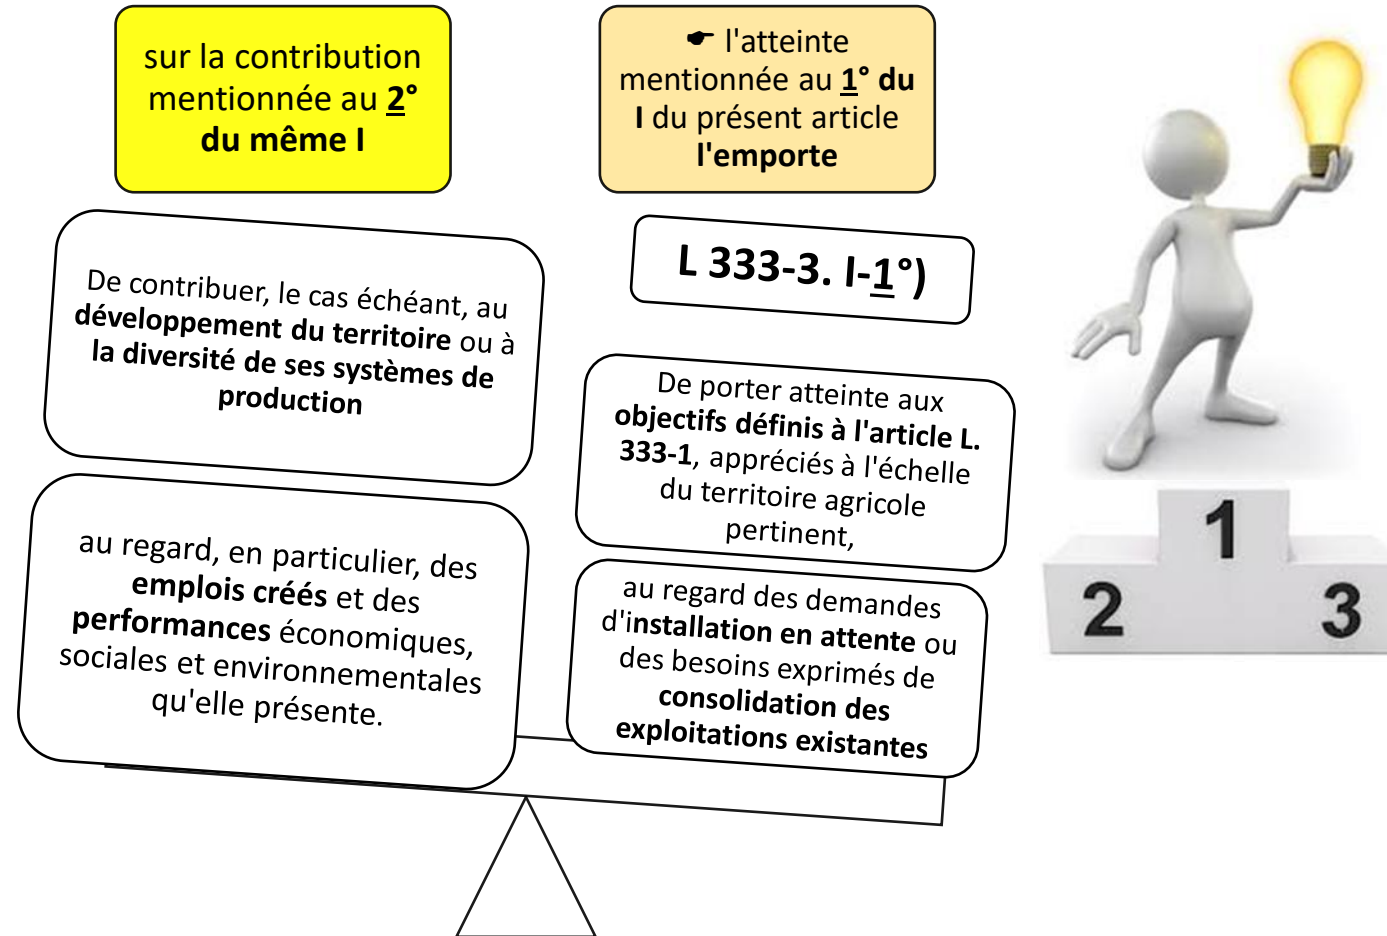 sur la contribution
mentionnée au 2°
du même I
☛ l'atteinte
mentionnée au 1° du
I du présent article
l'emporte
De contribuer, le cas échéant, au
développement du territoire ou à
la diversité de ses systèmes de
production
au regard, en particulier, des
emplois créés et des
performances économiques,
sociales et environnementales
qu'elle présente.
L 333-3. I-1°)
De porter atteinte aux
objectifs définis à l'article L.
333-1, appréciés à l'échelle
du territoire agricole
pertinent,
au regard des demandes
d'installation en attente ou
des besoins exprimés de
consolidation des
exploitations existantes
1
2
3